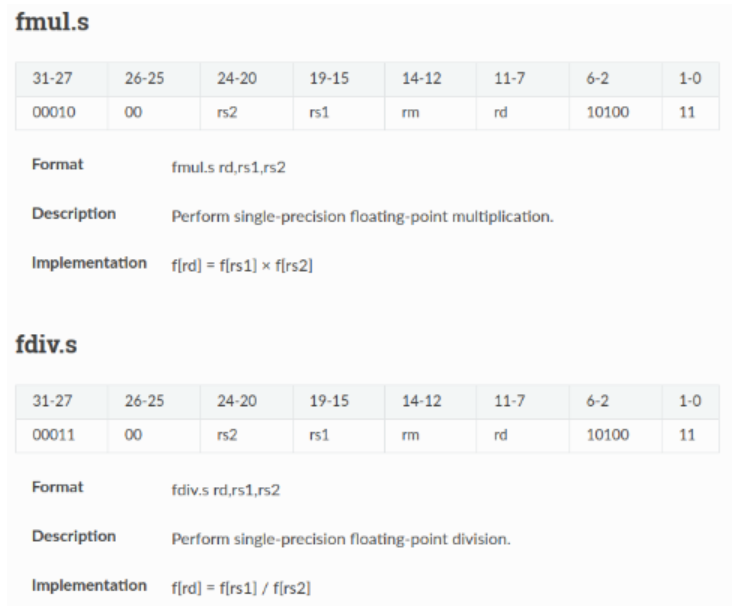 fmul.s
31-27 26-25 24-20 19-15 14-12 11-7 6-2 1-0
00010 00 rs2 rs1 rm rd 10100 11
Format fmul.s rd,rs1,rs2
Description Perform single-precision floating-point multiplication.
Implementation f[rd] = f[rs1] × f[rs2]
fdiv.s
31-27 26-25 24-20 19-15 14-12 11-7 6-2 1-0
00011 00 rs2 rs1 rm rd 10100 11
Format fdiv.s rd,rs1,rs2
Description Perform single-precision floating-point division.
Implementation f[rd] = f[rs1] / f[rs2]